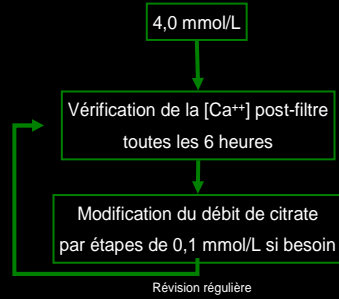 4,0 mmol/L
Vérification de la [Ca⁺⁺] post-filtre
toutes les 6 heures
Modification du débit de citrate
par étapes de 0,1 mmol/L si besoin
Révision régulière